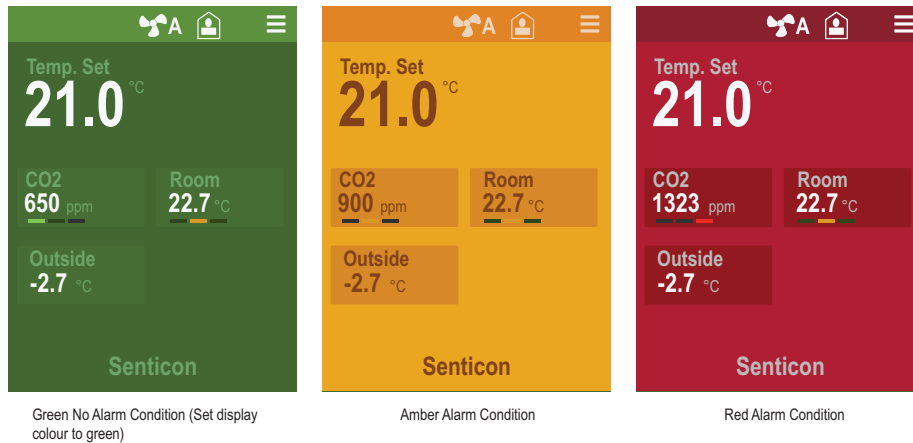 A
Temp. Set
21.0 °C
CO2
650 ppm
Room
22.7 °C
Outside
-2.7 °C
Senticon
Green No Alarm Condition (Set display
colour to green)
A
Temp. Set
21.0 °C
CO2
900 ppm
Room
22.7 °C
Outside
-2.7 °C
Senticon
Amber Alarm Condition
A
Temp. Set
21.0 °C
CO2
1323 ppm
Room
22.7 °C
Outside
-2.7 °C
Senticon
Red Alarm Condition